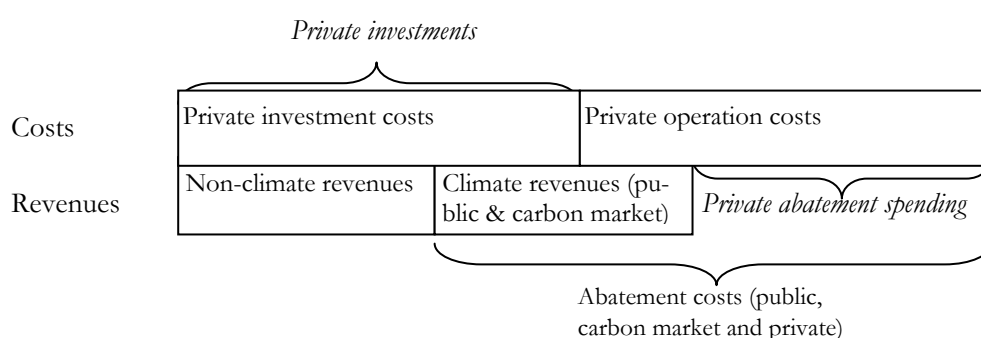 Private investments
Costs
Private investment costs
Private operation costs
Revenues
Non-climate revenues
Climate revenues (pu-
blic & carbon market)
Private abatement spending
Abatement costs (public,
carbon market and private)